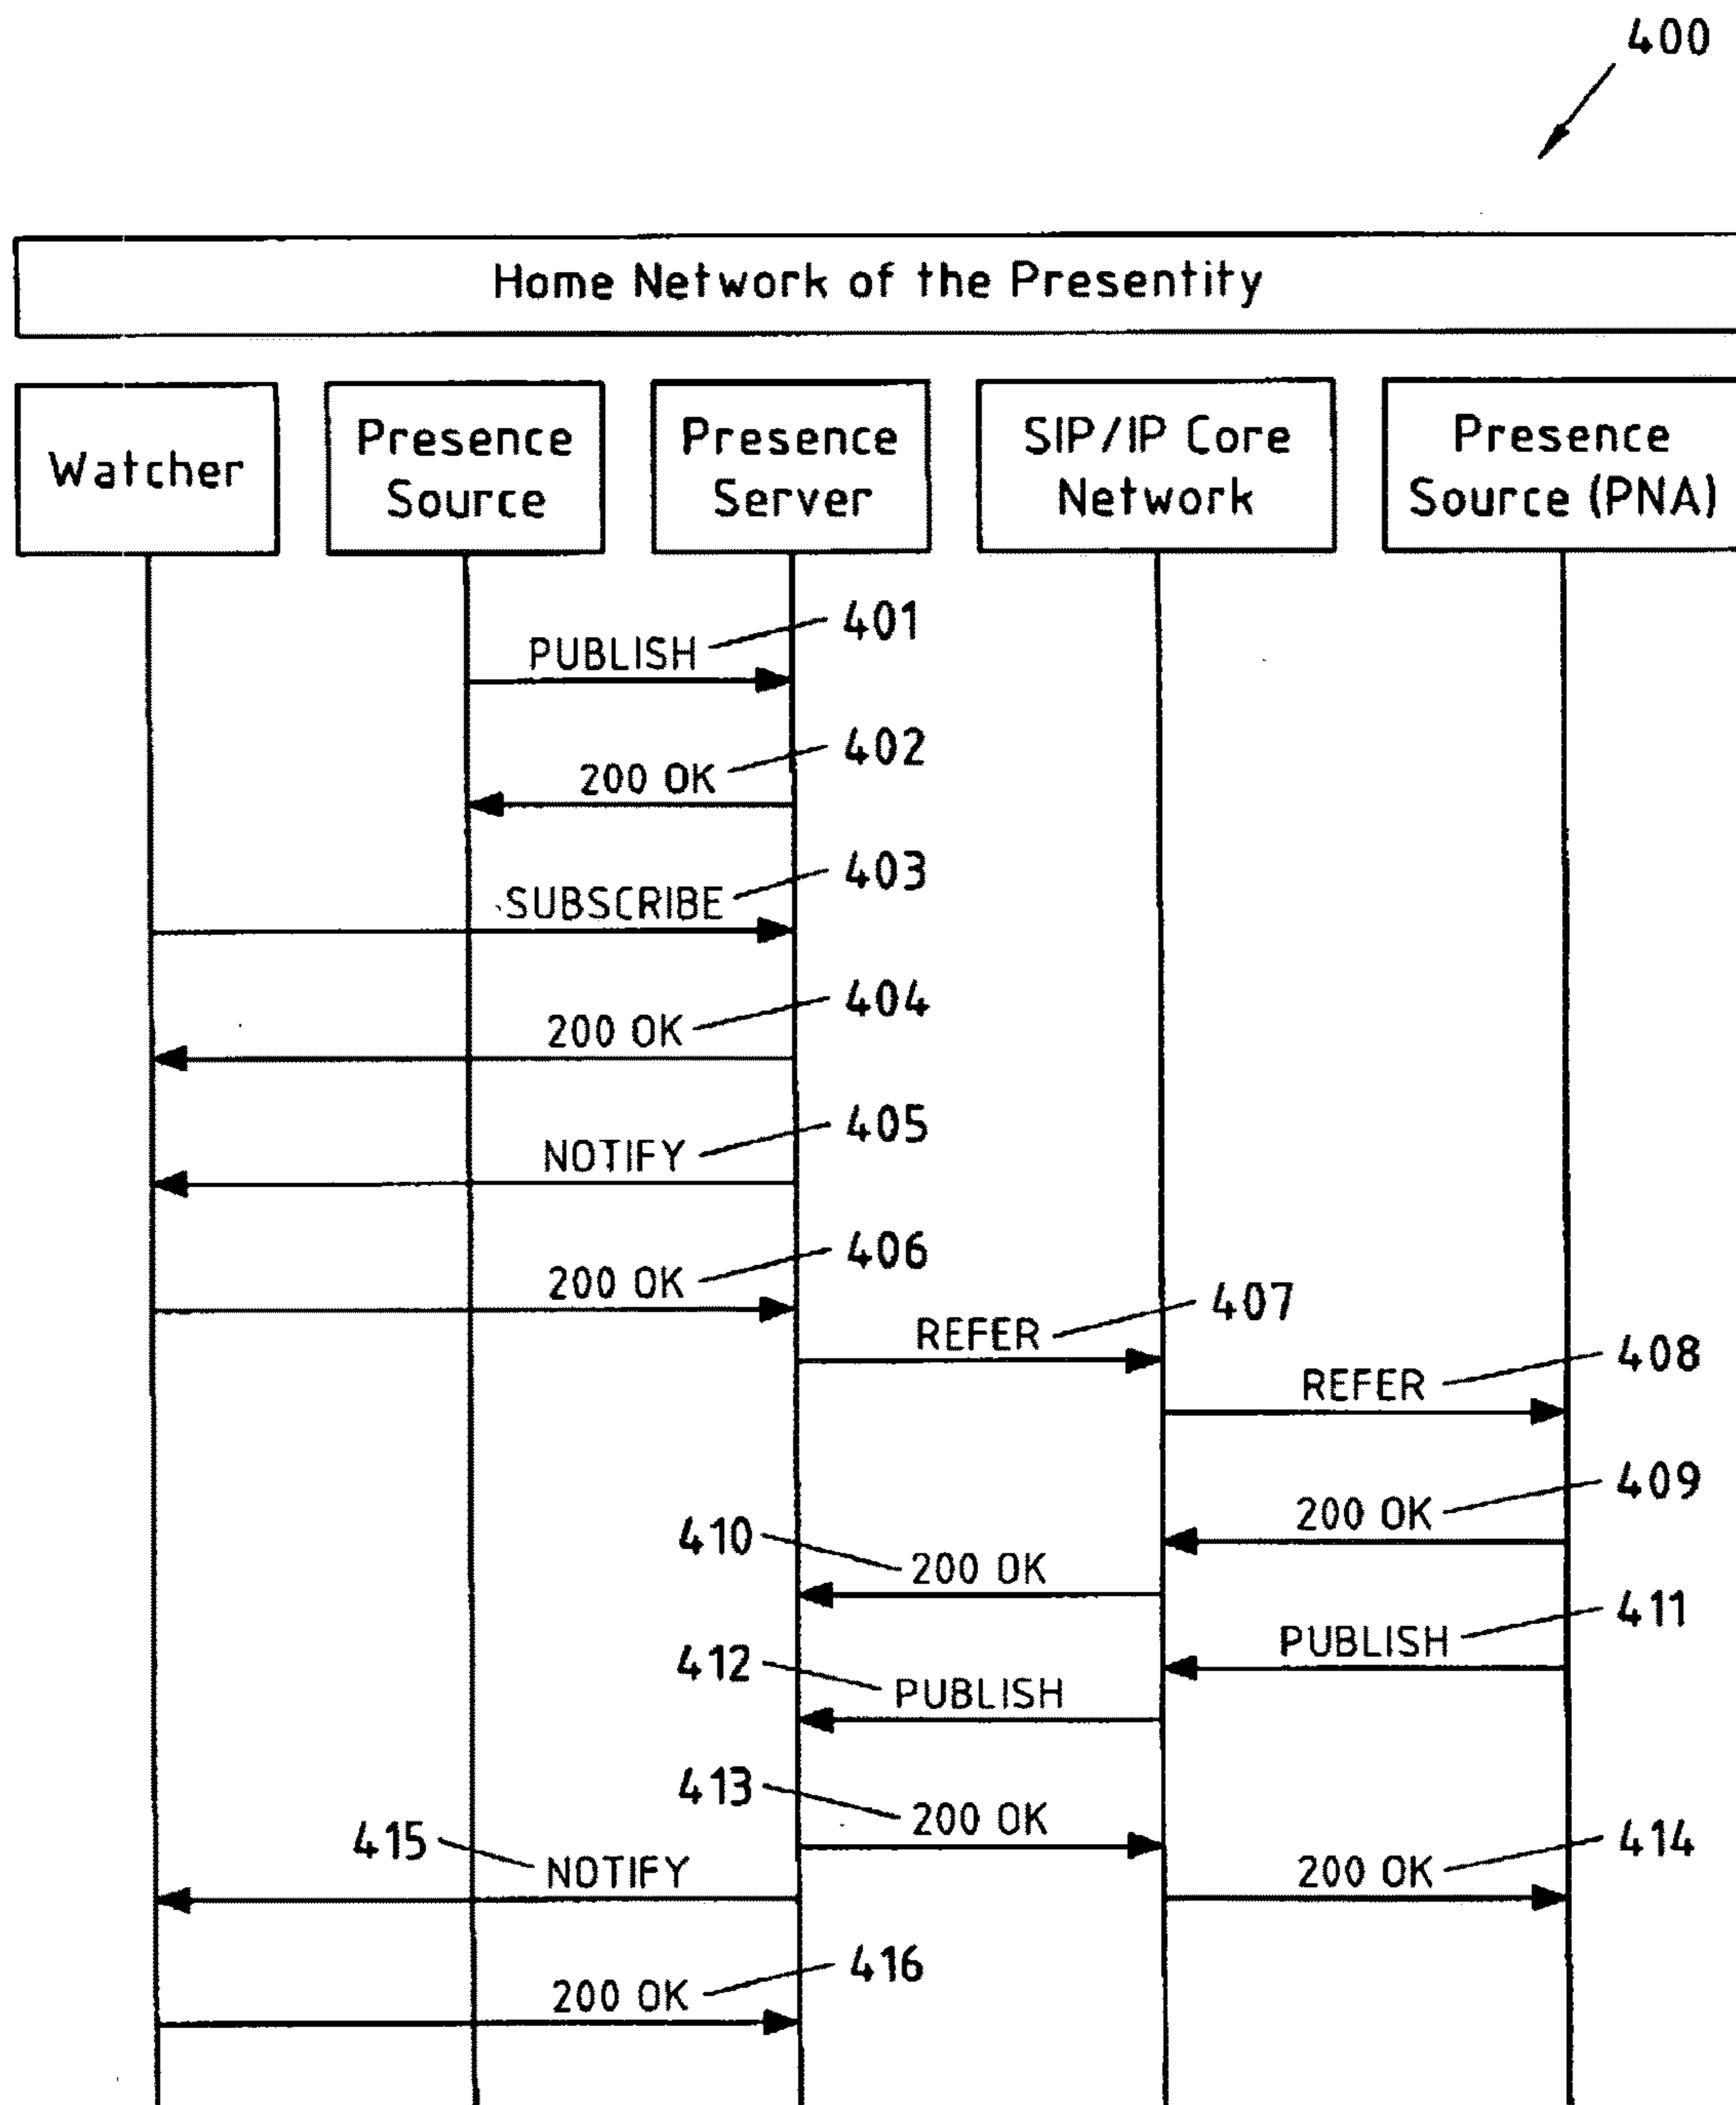 400
Home Network of the Presentity
Watcher
Presence
Source
Presence
Server
SIP/IP Core
Network
Presence
Source (PNA)
401
PUBLISH
402
200 OK
403
SUBSCRIBE
404
200 OK
405
NOTIFY
406
200 OK
407
REFER
408
REFER
409
200 OK
410
200 OK
411
PUBLISH
412
PUBLISH
413
200 OK
414
200 OK
415
NOTIFY
416
200 OK